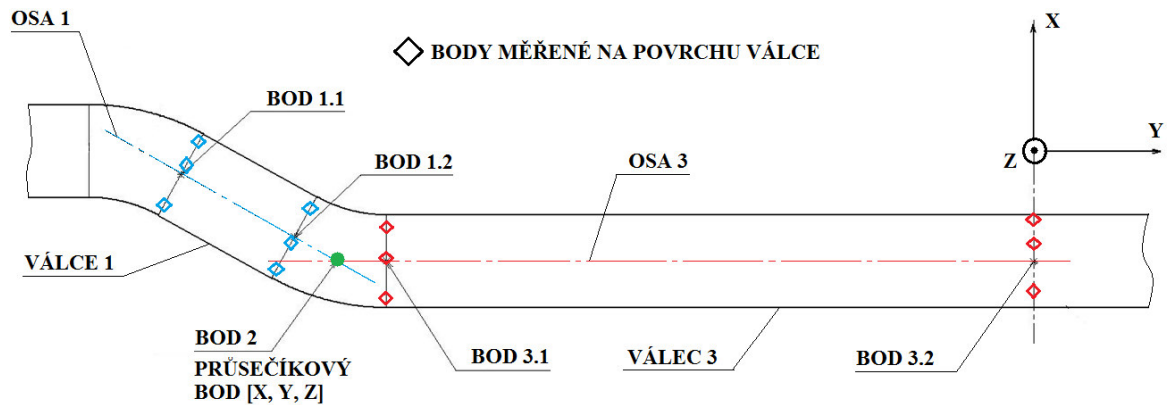 OSA 1
X
BODY MĚŘENÉ NA POVRCHU VÁLCE
BOD 1.1
Y
BOD 1.2
OSA 3
Z
VÁLCE 1
BOD 2
PRŮSEČÍKOVÝ
BOD [X, Y, Z]
BOD 3.1
VÁLEC 3
BOD 3.2